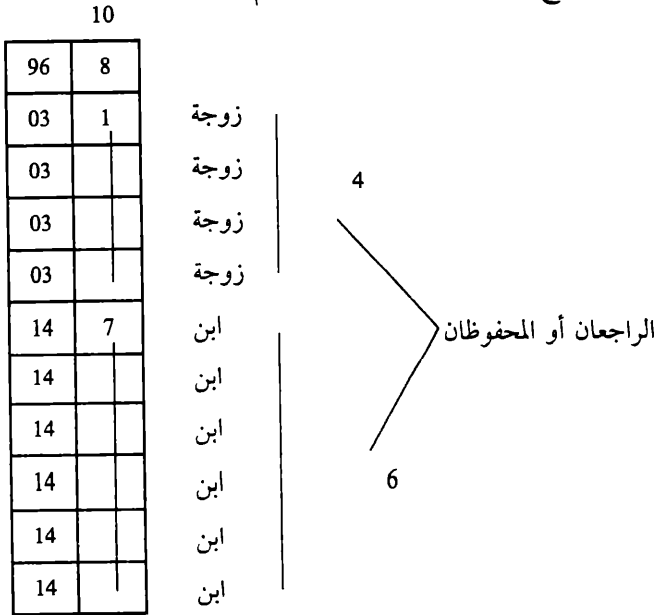 10
96 8
03 1 زوجة
03 زوجة
4
03 زوجة
03 زوجة
14 7 ابن
الراجعان أو المحفوظان
14 ابن
14 ابن
14 ابن
6
14 ابن
14 ابن